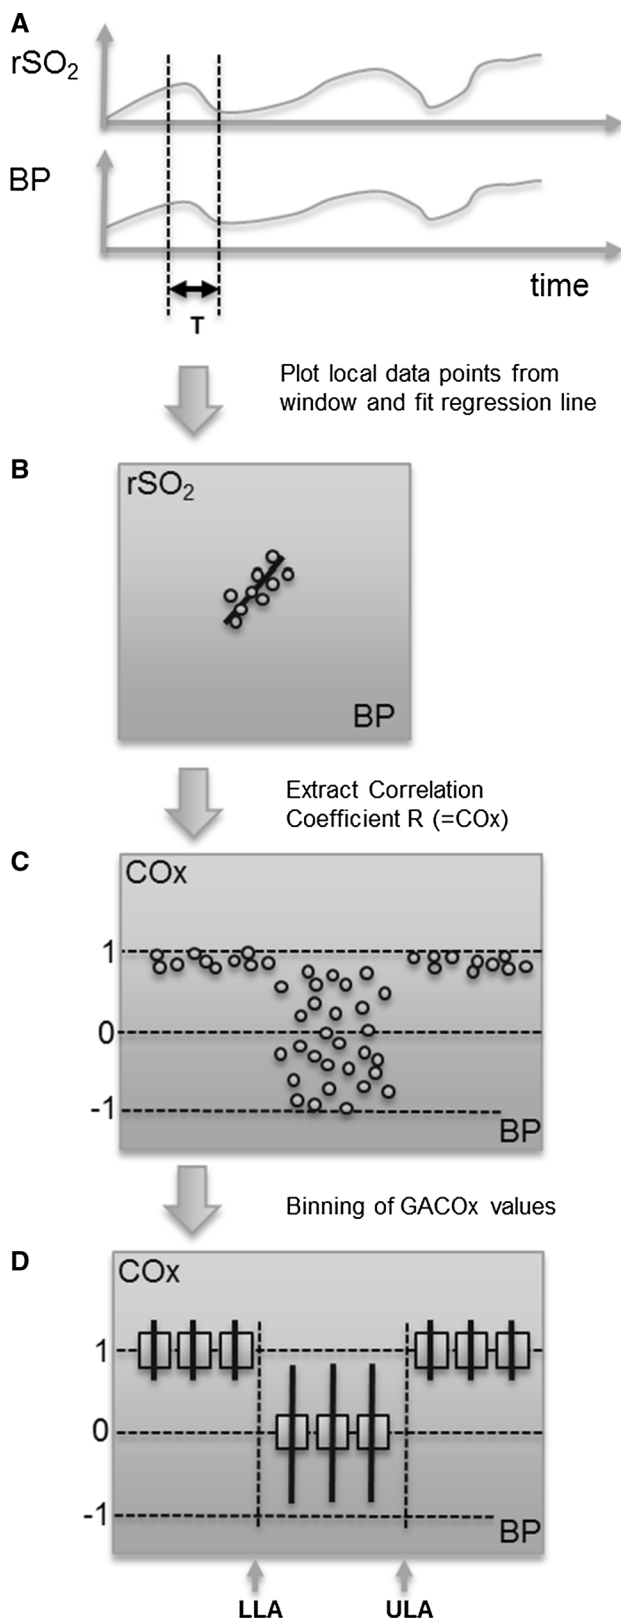 A
rSO₂
BP
time
T
Plot local data points from
window and fit regression line
B
rSO₂
BP
Extract Correlation
Coefficient R (=COx)
C
COx
1
0
-1
BP
Binning of GACOx values
D
COx
1
0
-1
BP
LLA ULA